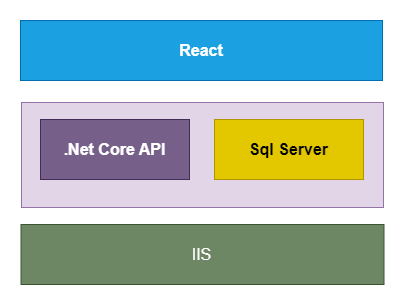 React
.Net Core API
Sql Server
IIS